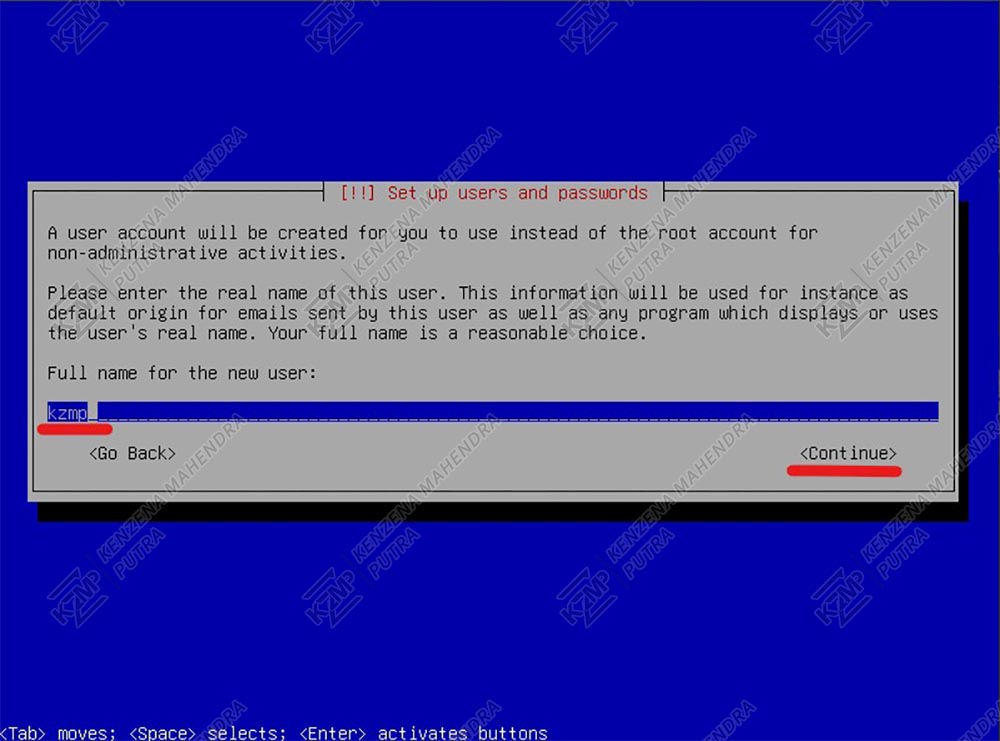 [!!] Set up users and passwords
A user account will be created for you to use instead of the root account for
non-administrative activities.
Please enter the real name of this user. This information will be used for instance as
default origin for emails sent by this user as well as any program which displays or uses
the user's real name. Your full name is a reasonable choice.
Full name for the new user:
kzmp
<Go Back> <Continue>
<Tab> moves; <Space> selects; <Enter> activates buttons
KZMP
KENZENA MAHENDRA
PUTRA